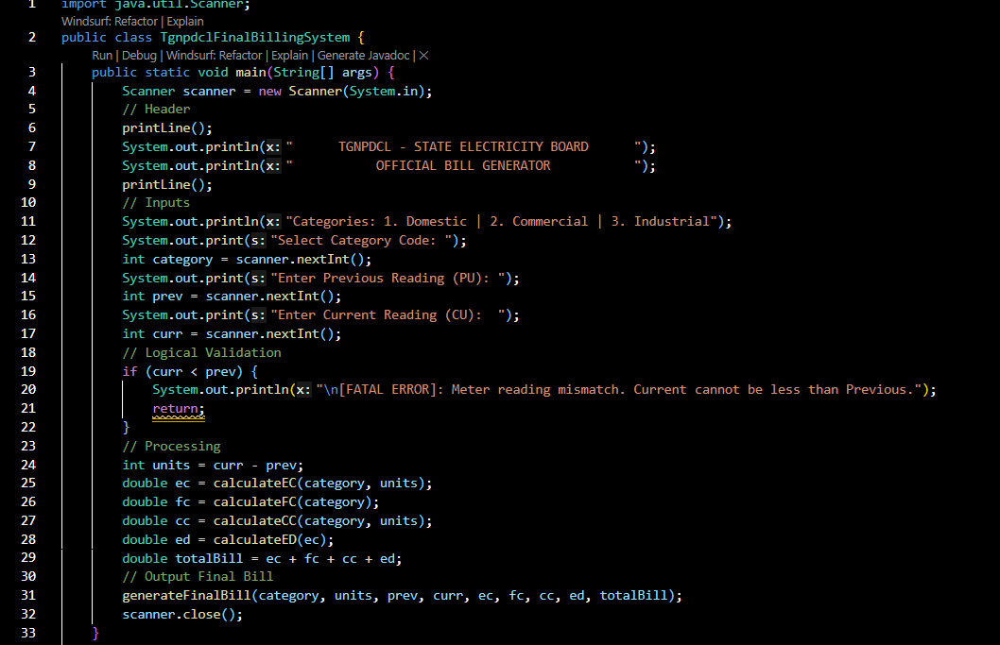 1 import java.util.Scanner;
Windsurf: Refactor | Explain
2 public class TgnpdclFinalBillingSystem {
Run | Debug | Windsurf: Refactor | Explain | Generate Javadoc | ✕
3 public static void main(String[] args) {
4 Scanner scanner = new Scanner(System.in);
5 // Header
6 printLine();
7 System.out.println(x: "      TGNPDCL - STATE ELECTRICITY BOARD      ");
8 System.out.println(x: "           OFFICIAL BILL GENERATOR           ");
9 printLine();
10 // Inputs
11 System.out.println(x: "Categories: 1. Domestic | 2. Commercial | 3. Industrial");
12 System.out.print(s: "Select Category Code: ");
13 int category = scanner.nextInt();
14 System.out.print(s: "Enter Previous Reading (PU): ");
15 int prev = scanner.nextInt();
16 System.out.print(s: "Enter Current Reading (CU):  ");
17 int curr = scanner.nextInt();
18 // Logical Validation
19 if (curr < prev) {
20 System.out.println(x: "\n[FATAL ERROR]: Meter reading mismatch. Current cannot be less than Previous.");
21 return;
22 }
23 // Processing
24 int units = curr - prev;
25 double ec = calculateEC(category, units);
26 double fc = calculateFC(category);
27 double cc = calculateCC(category, units);
28 double ed = calculateED(ec);
29 double totalBill = ec + fc + cc + ed;
30 // Output Final Bill
31 generateFinalBill(category, units, prev, curr, ec, fc, cc, ed, totalBill);
32 scanner.close();
33 }